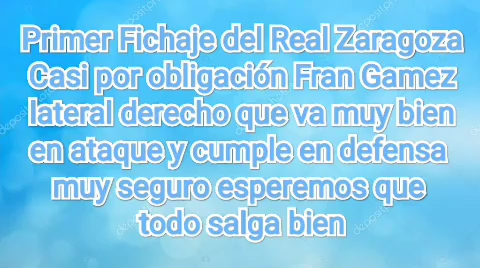 Primer Fichaje del Real Zaragoza
Casi por obligación Fran Gamez
lateral derecho que va muy bien
en ataque y cumple en defensa
muy seguro esperemos que
todo salga bien